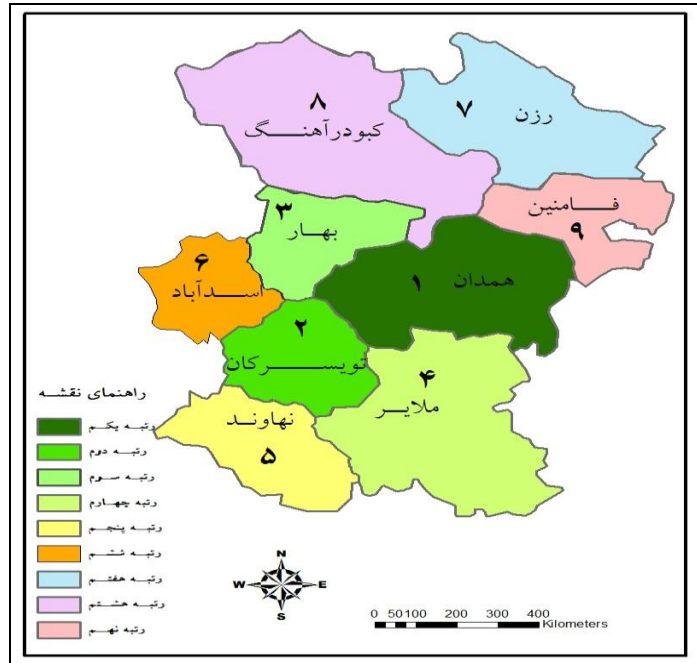 ۸
کبودرآهنگ
۷
رزن
فامنین
۹
۳
بهار
۶
اسدآباد
۱
همدان
۲
تویسرکان
۴
ملایر
نهاوند
۵
راهنمای نقشه
رتبه یکم
رتبه دوم
رتبه سوم
رتبه چهارم
رتبه پنجم
رتبه ششم
رتبه هفتم
رتبه هشتم
رتبه نهم
N
W E
S
0 50 100 200 300 400
Kilometers